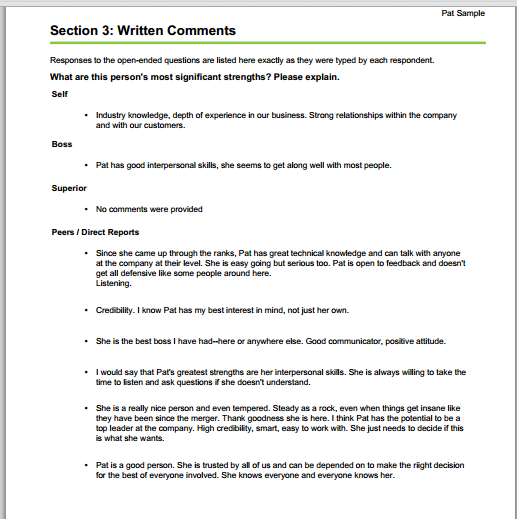 Pat Sample
Section 3: Written Comments
Responses to the open-ended questions are listed here exactly as they were typed by each respondent.
What are this person's most significant strengths? Please explain.
Self
• Industry knowledge, depth of experience in our business. Strong relationships within the company
and with our customers.
Boss
• Pat has good interpersonal skills, she seems to get along well with most people.
Superior
• No comments were provided
Peers / Direct Reports
• Since she came up through the ranks, Pat has great technical knowledge and can talk with anyone
at the company at their level. She is easy going but serious too. Pat is open to feedback and doesn't
get all defensive like some people around here.
Listening.
• Credibility. I know Pat has my best interest in mind, not just her own.
• She is the best boss I have had--here or anywhere else. Good communicator, positive attitude.
• I would say that Pat's greatest strengths are her interpersonal skills. She is always willing to take the
time to listen and ask questions if she doesn't understand.
• She is a really nice person and even tempered. Steady as a rock, even when things get insane like
they have been since the merger. Thank goodness she is here. I think Pat has the potential to be a
top leader at the company. High credibility, smart, easy to work with. She just needs to decide if this
is what she wants.
• Pat is a good person. She is trusted by all of us and can be depended on to make the riight decision
for the best of everyone involved. She knows everyone and everyone knows her.